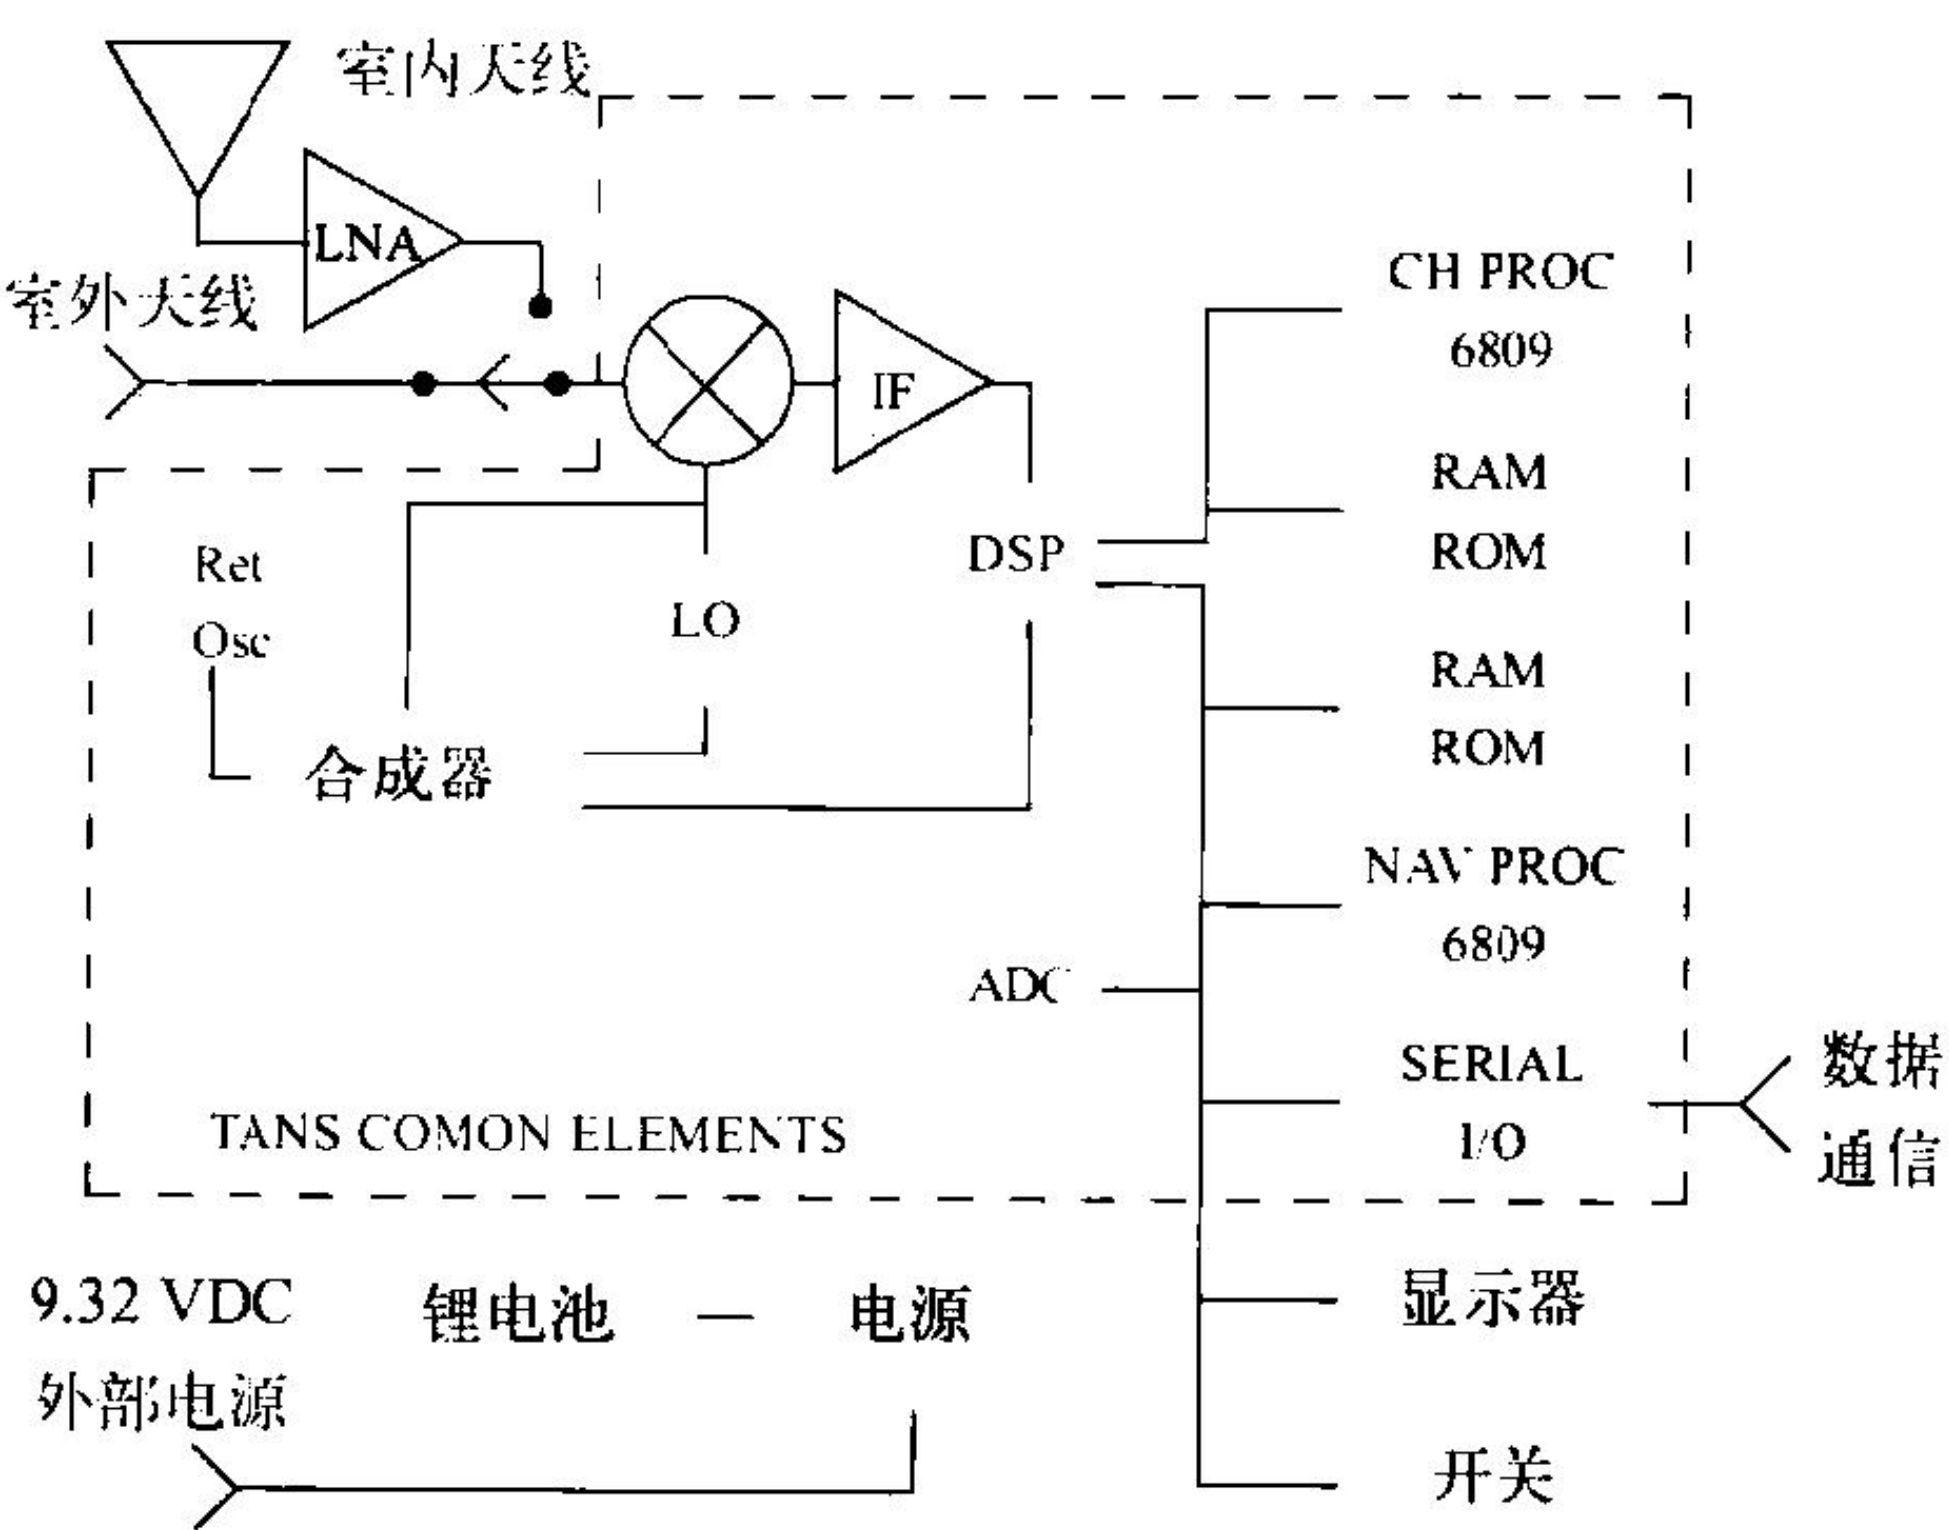 室内天线
LNA
室外天线
IF
CH PROC
6809
RAM
ROM
DSP
Ret
Osc
LO
RAM
ROM
合成器
NAV PROC
6809
ADC
SERIAL
I/O
数据
通信
TANS COMON ELEMENTS
9.32 VDC
外部电源
锂电池 — 电源
显示器
开关